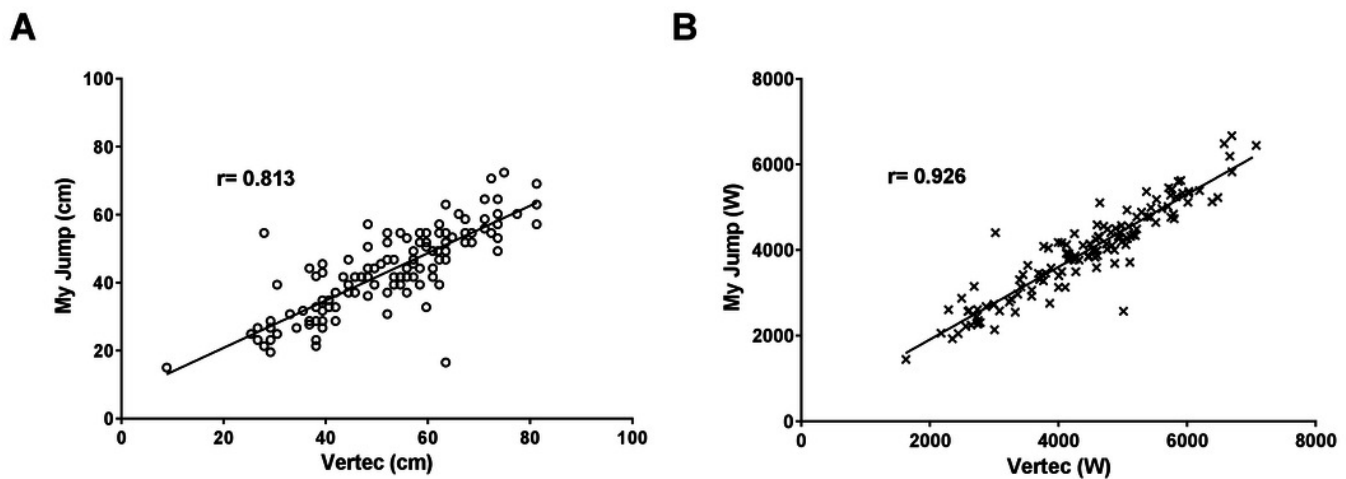 A
100
80
60
40
20
0
My Jump (cm)
r= 0.813
0 20 40 60 80 100
Vertec (cm)
B
8000
6000
4000
2000
0
My Jump (W)
r= 0.926
0 2000 4000 6000 8000
Vertec (W)